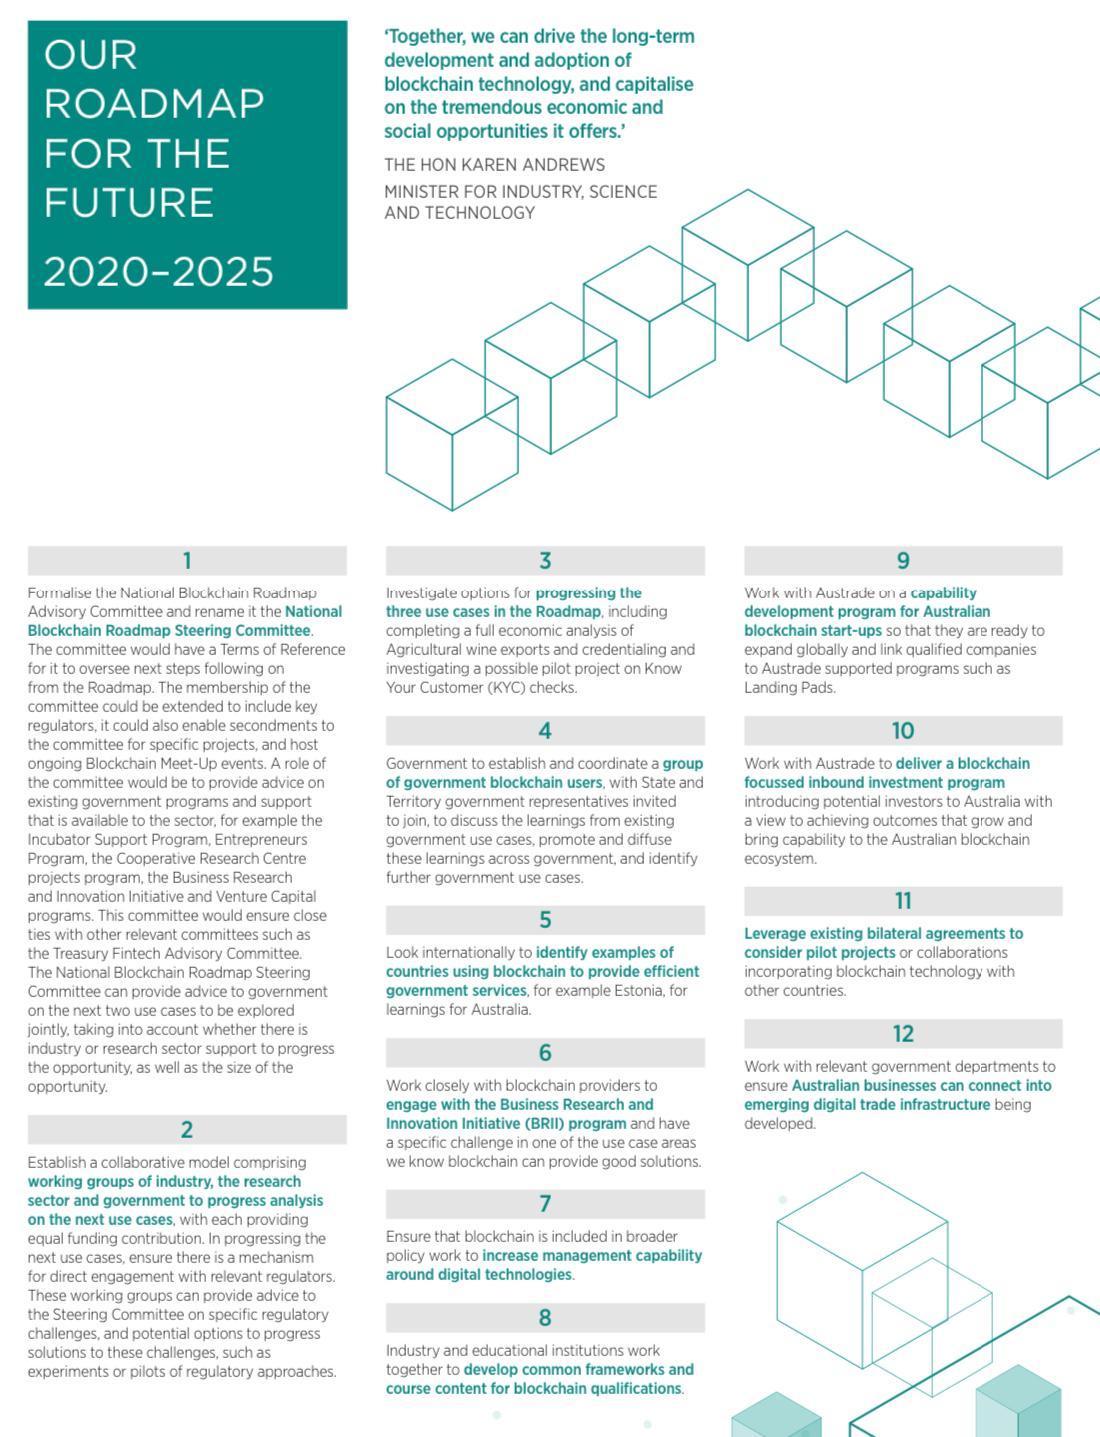 OUR
ROADMAP
FOR THE
FUTURE
2020–2025
‘Together, we can drive the long-term
development and adoption of
blockchain technology, and capitalise
on the tremendous economic and
social opportunities it offers.’
THE HON KAREN ANDREWS
MINISTER FOR INDUSTRY, SCIENCE
AND TECHNOLOGY
1
Formalise the National Blockchain Roadmap
Advisory Committee and rename it the National
Blockchain Roadmap Steering Committee.
The committee would have a Terms of Reference
for it to oversee next steps following on
from the Roadmap. The membership of the
committee could be extended to include key
regulators, it could also enable secondments to
the committee for specific projects, and host
ongoing Blockchain Meet-Up events. A role of
the committee would be to provide advice on
existing government programs and support
that is available to the sector, for example the
Incubator Support Program, Entrepreneurs
Program, the Cooperative Research Centre
projects program, the Business Research
and Innovation Initiative and Venture Capital
programs. This committee would ensure close
ties with other relevant committees such as
the Treasury Fintech Advisory Committee.
The National Blockchain Roadmap Steering
Committee can provide advice to government
on the next two use cases to be explored
jointly, taking into account whether there is
industry or research sector support to progress
the opportunity, as well as the size of the
opportunity.
2
Establish a collaborative model comprising
working groups of industry, the research
sector and government to progress analysis
on the next use cases, with each providing
equal funding contribution. In progressing the
next use cases, ensure there is a mechanism
for direct engagement with relevant regulators.
These working groups can provide advice to
the Steering Committee on specific regulatory
challenges, and potential options to progress
solutions to these challenges, such as
experiments or pilots of regulatory approaches.
3
Investigate options for progressing the
three use cases in the Roadmap, including
completing a full economic analysis of
Agricultural wine exports and credentialing and
investigating a possible pilot project on Know
Your Customer (KYC) checks.
4
Government to establish and coordinate a group
of government blockchain users, with State and
Territory government representatives invited
to join, to discuss the learnings from existing
government use cases, promote and diffuse
these learnings across government, and identify
further government use cases.
5
Look internationally to identify examples of
countries using blockchain to provide efficient
government services, for example Estonia, for
learnings for Australia.
6
Work closely with blockchain providers to
engage with the Business Research and
Innovation Initiative (BRII) program and have
a specific challenge in one of the use case areas
we know blockchain can provide good solutions.
7
Ensure that blockchain is included in broader
policy work to increase management capability
around digital technologies.
8
Industry and educational institutions work
together to develop common frameworks and
course content for blockchain qualifications.
9
Work with Austrade on a capability
development program for Australian
blockchain start-ups so that they are ready to
expand globally and link qualified companies
to Austrade supported programs such as
Landing Pads.
10
Work with Austrade to deliver a blockchain
focussed inbound investment program
introducing potential investors to Australia with
a view to achieving outcomes that grow and
bring capability to the Australian blockchain
ecosystem.
11
Leverage existing bilateral agreements to
consider pilot projects or collaborations
incorporating blockchain technology with
other countries.
12
Work with relevant government departments to
ensure Australian businesses can connect into
emerging digital trade infrastructure being
developed.